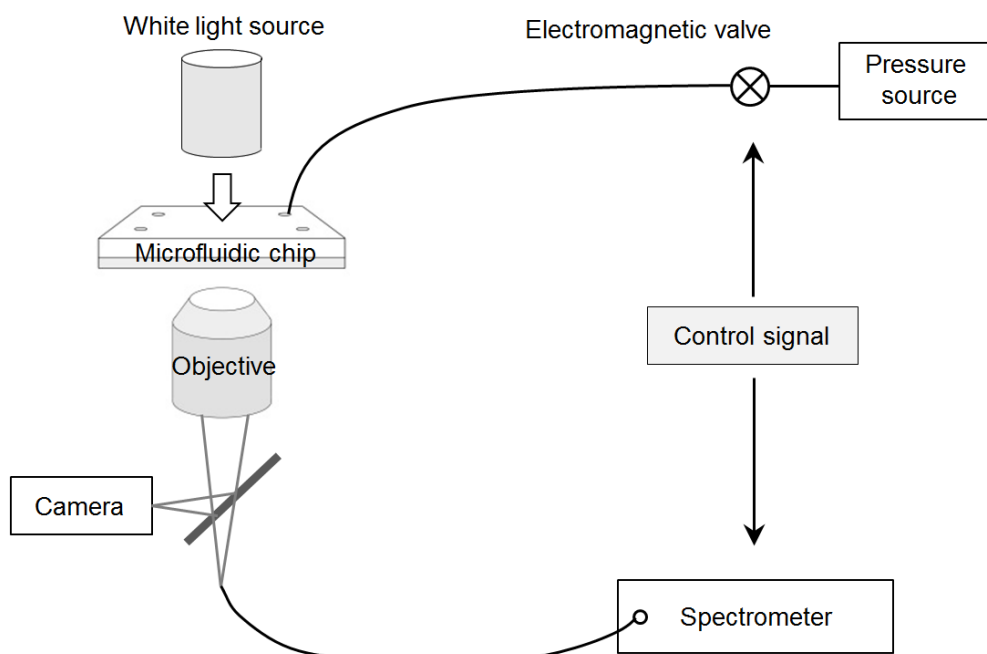 White light source
Electromagnetic valve
Pressure
source
Microfluidic chip
Control signal
Objective
Camera
Spectrometer